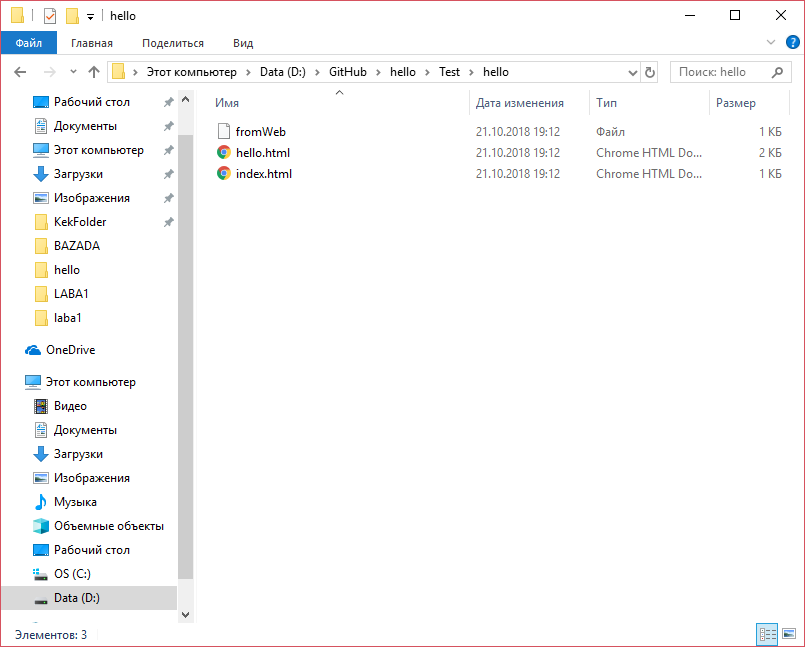 hello
Файл Главная Поделиться Вид
Этот компьютер Data (D:) GitHub hello Test hello Поиск: hello
Рабочий стол
Документы
Этот компьютер
Загрузки
Изображения
KekFolder
BAZADA
hello
LABA1
laba1
OneDrive
Этот компьютер
Видео
Документы
Загрузки
Изображения
Музыка
Объемные объекты
Рабочий стол
OS (C:)
Data (D:)
Имя Дата изменения Тип Размер
fromWeb 21.10.2018 19:12 Файл 1 КБ
hello.html 21.10.2018 19:12 Chrome HTML Do... 2 КБ
index.html 21.10.2018 19:12 Chrome HTML Do... 1 КБ
Элементов: 3